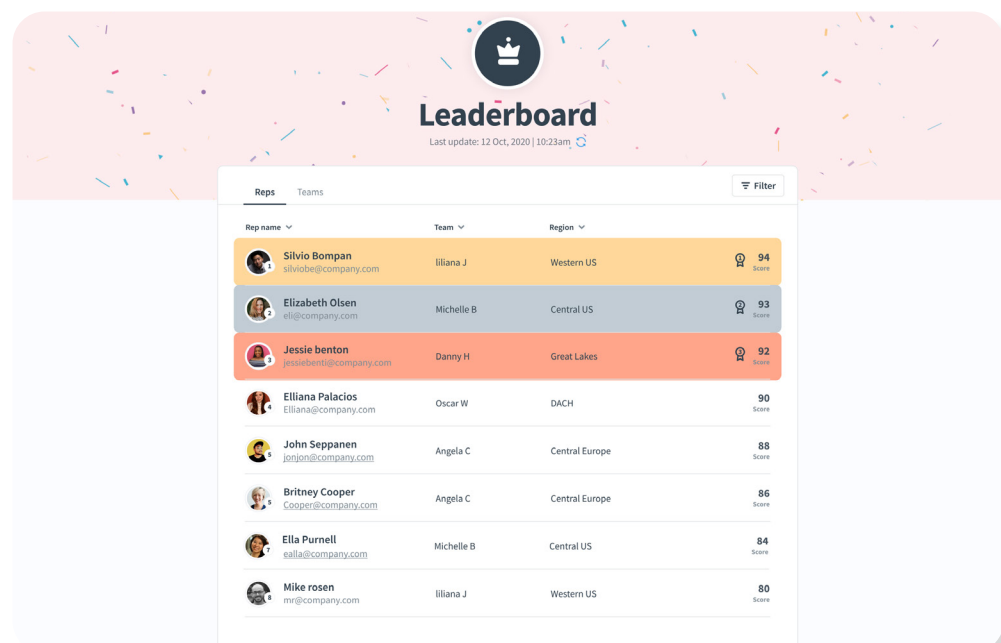 Leaderboard
Last update: 12 Oct, 2020 | 10:23am
Reps Teams Filter
Rep name Team Region
1 Silvio Bompan liliana J Western US 1 94
silviobe@company.com Score
2 Elizabeth Olsen Michelle B Central US 2 93
eli@company.com Score
3 Jessie benton Danny H Great Lakes 3 92
jessiebenti@company.com Score
4 Elliana Palacios Oscar W DACH 90
Elliana@company.com Score
5 John Seppanen Angela C Central Europe 88
jonjon@company.com Score
5 Britney Cooper Angela C Central Europe 86
Cooper@company.com Score
7 Ella Purnell Michelle B Central US 84
ealla@company.com Score
8 Mike rosen liliana J Western US 80
mr@company.com Score